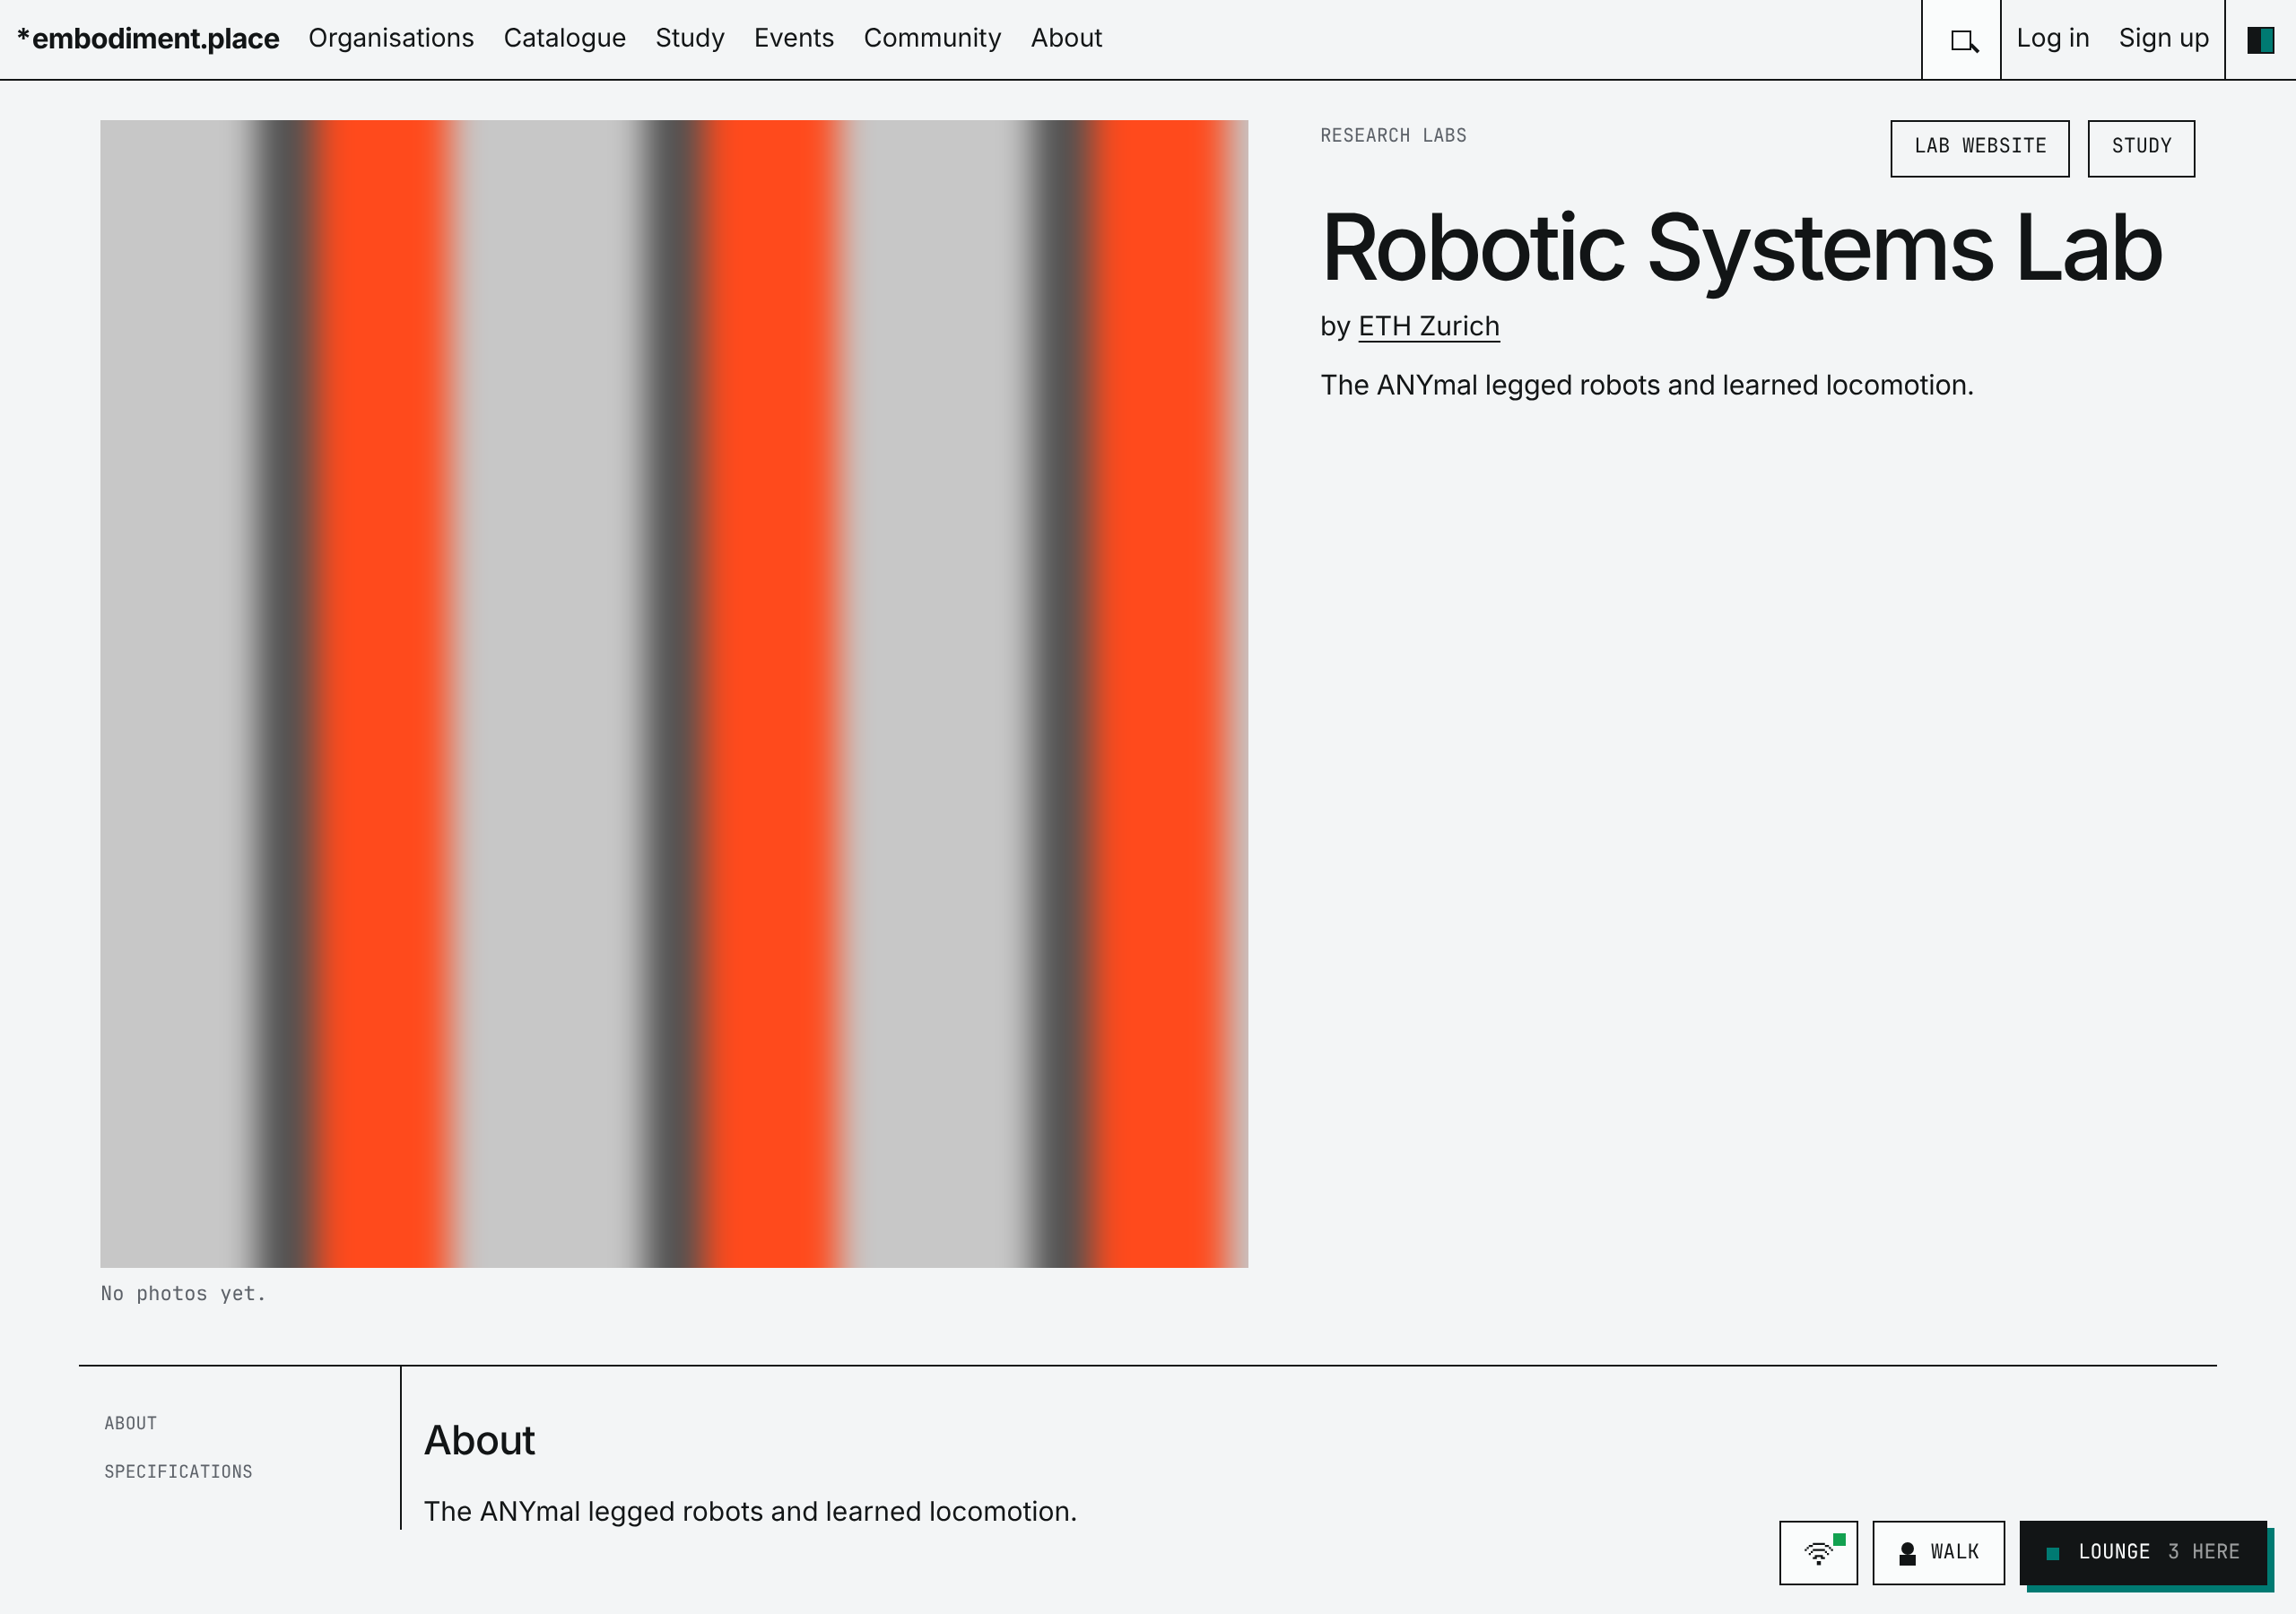 *embodiment.place Organisations Catalogue Study Events Community About Log in Sign up
RESEARCH LABS
LAB WEBSITE STUDY
Robotic Systems Lab
by ETH Zurich
The ANYmal legged robots and learned locomotion.
No photos yet.
ABOUT
SPECIFICATIONS
About
The ANYmal legged robots and learned locomotion.
WALK LOUNGE 3 HERE